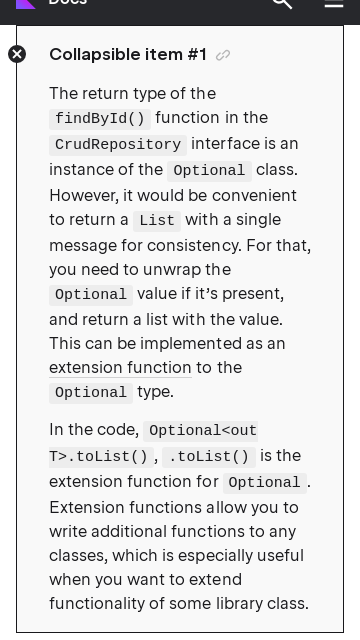 Docs
Collapsible item #1
The return type of the
findById() function in the
CrudRepository interface is an
instance of the Optional class.
However, it would be convenient
to return a List with a single
message for consistency. For that,
you need to unwrap the
Optional value if it’s present,
and return a list with the value.
This can be implemented as an
extension function to the
Optional type.
In the code, Optional<out
T>.toList(), .toList() is the
extension function for Optional.
Extension functions allow you to
write additional functions to any
classes, which is especially useful
when you want to extend
functionality of some library class.